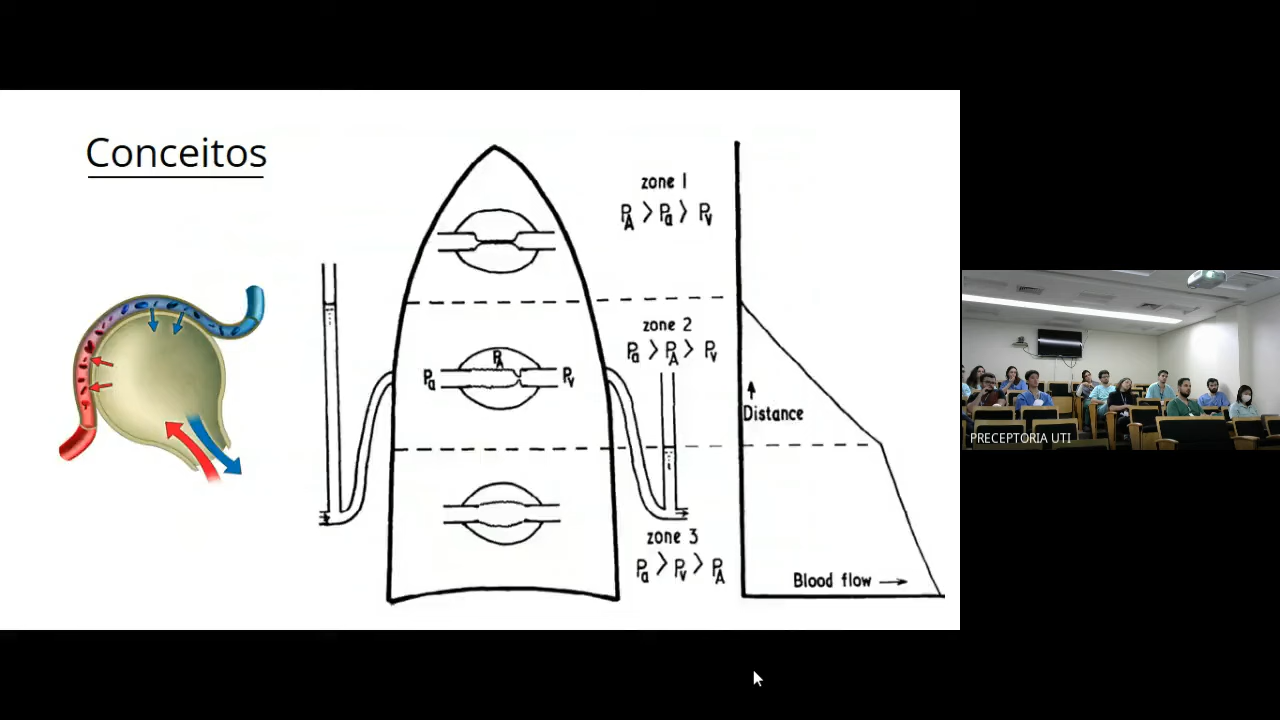 Conceitos
zone 1
PA > Pa > Pv
zone 2
Pa > PA > Pv
PA
Pa
Pv
Distance
zone 3
Pa > Pv > PA
Blood flow
PRECEPTORIA UTI